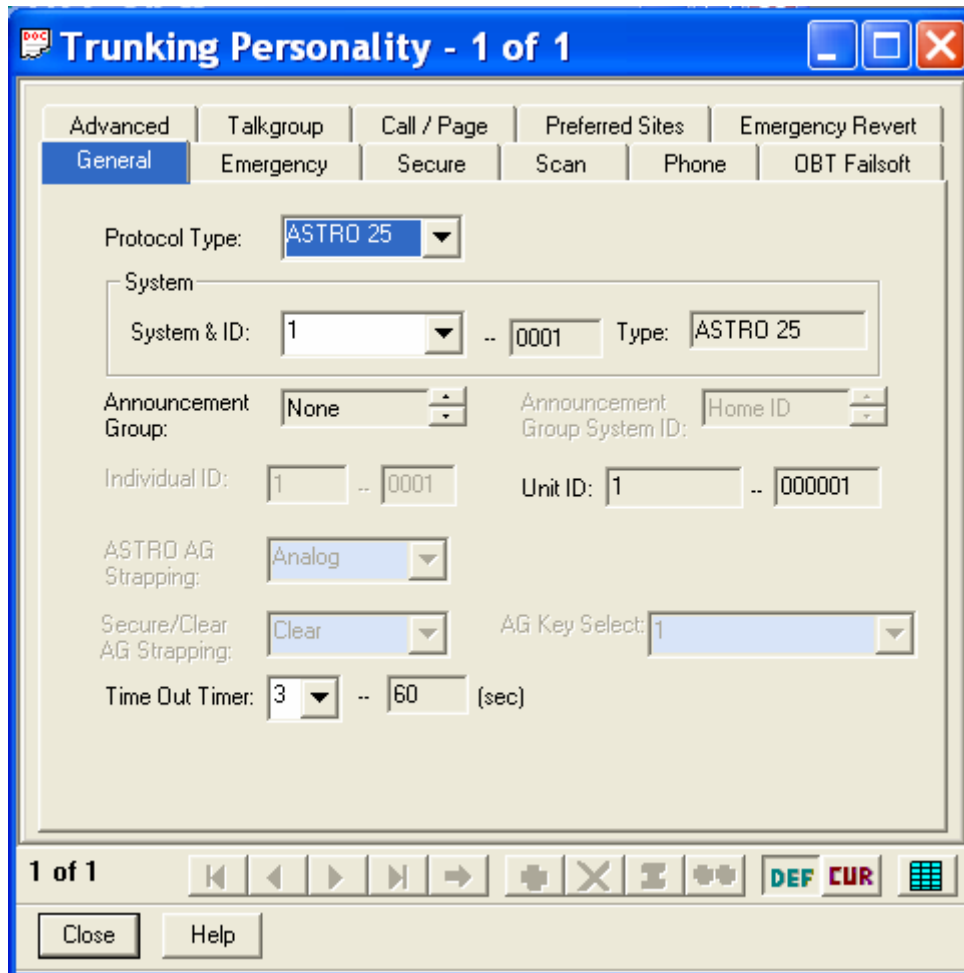 DOC
Trunking Personality - 1 of 1
Advanced Talkgroup Call / Page Preferred Sites Emergency Revert
General Emergency Secure Scan Phone OBT Failsoft
Protocol Type: ASTRO 25
System
System & ID: 1 -- 0001 Type: ASTRO 25
Announcement Group: None Announcement Group System ID: Home ID
Individual ID: 1 -- 0001 Unit ID: 1 -- 000001
ASTRO AG Strapping: Analog
Secure/Clear AG Strapping: Clear AG Key Select: 1
Time Out Timer: 3 -- 60 (sec)
1 of 1 DEF CUR
Close Help